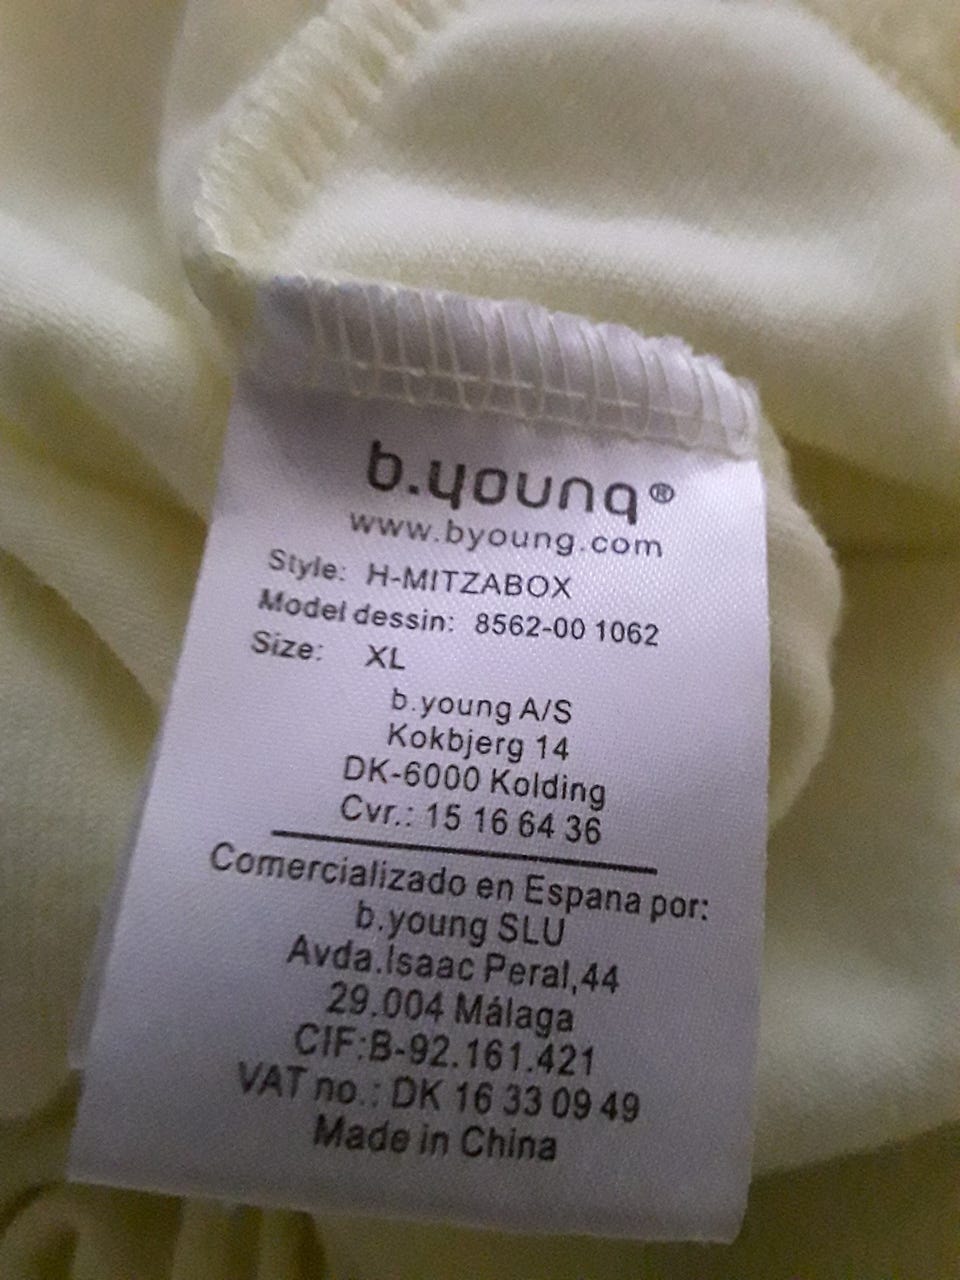 b.young®
www.byoung.com
Style: H-MITZABOX
Model dessin: 8562-00 1062
Size: XL
b.young A/S
Kokbjerg 14
DK-6000 Kolding
Cvr.: 15 16 64 36
Comercializado en Espana por:
b.young SLU
Avda.Isaac Peral,44
29.004 Málaga
CIF:B-92.161.421
VAT no.: DK 16 33 09 49
Made in China